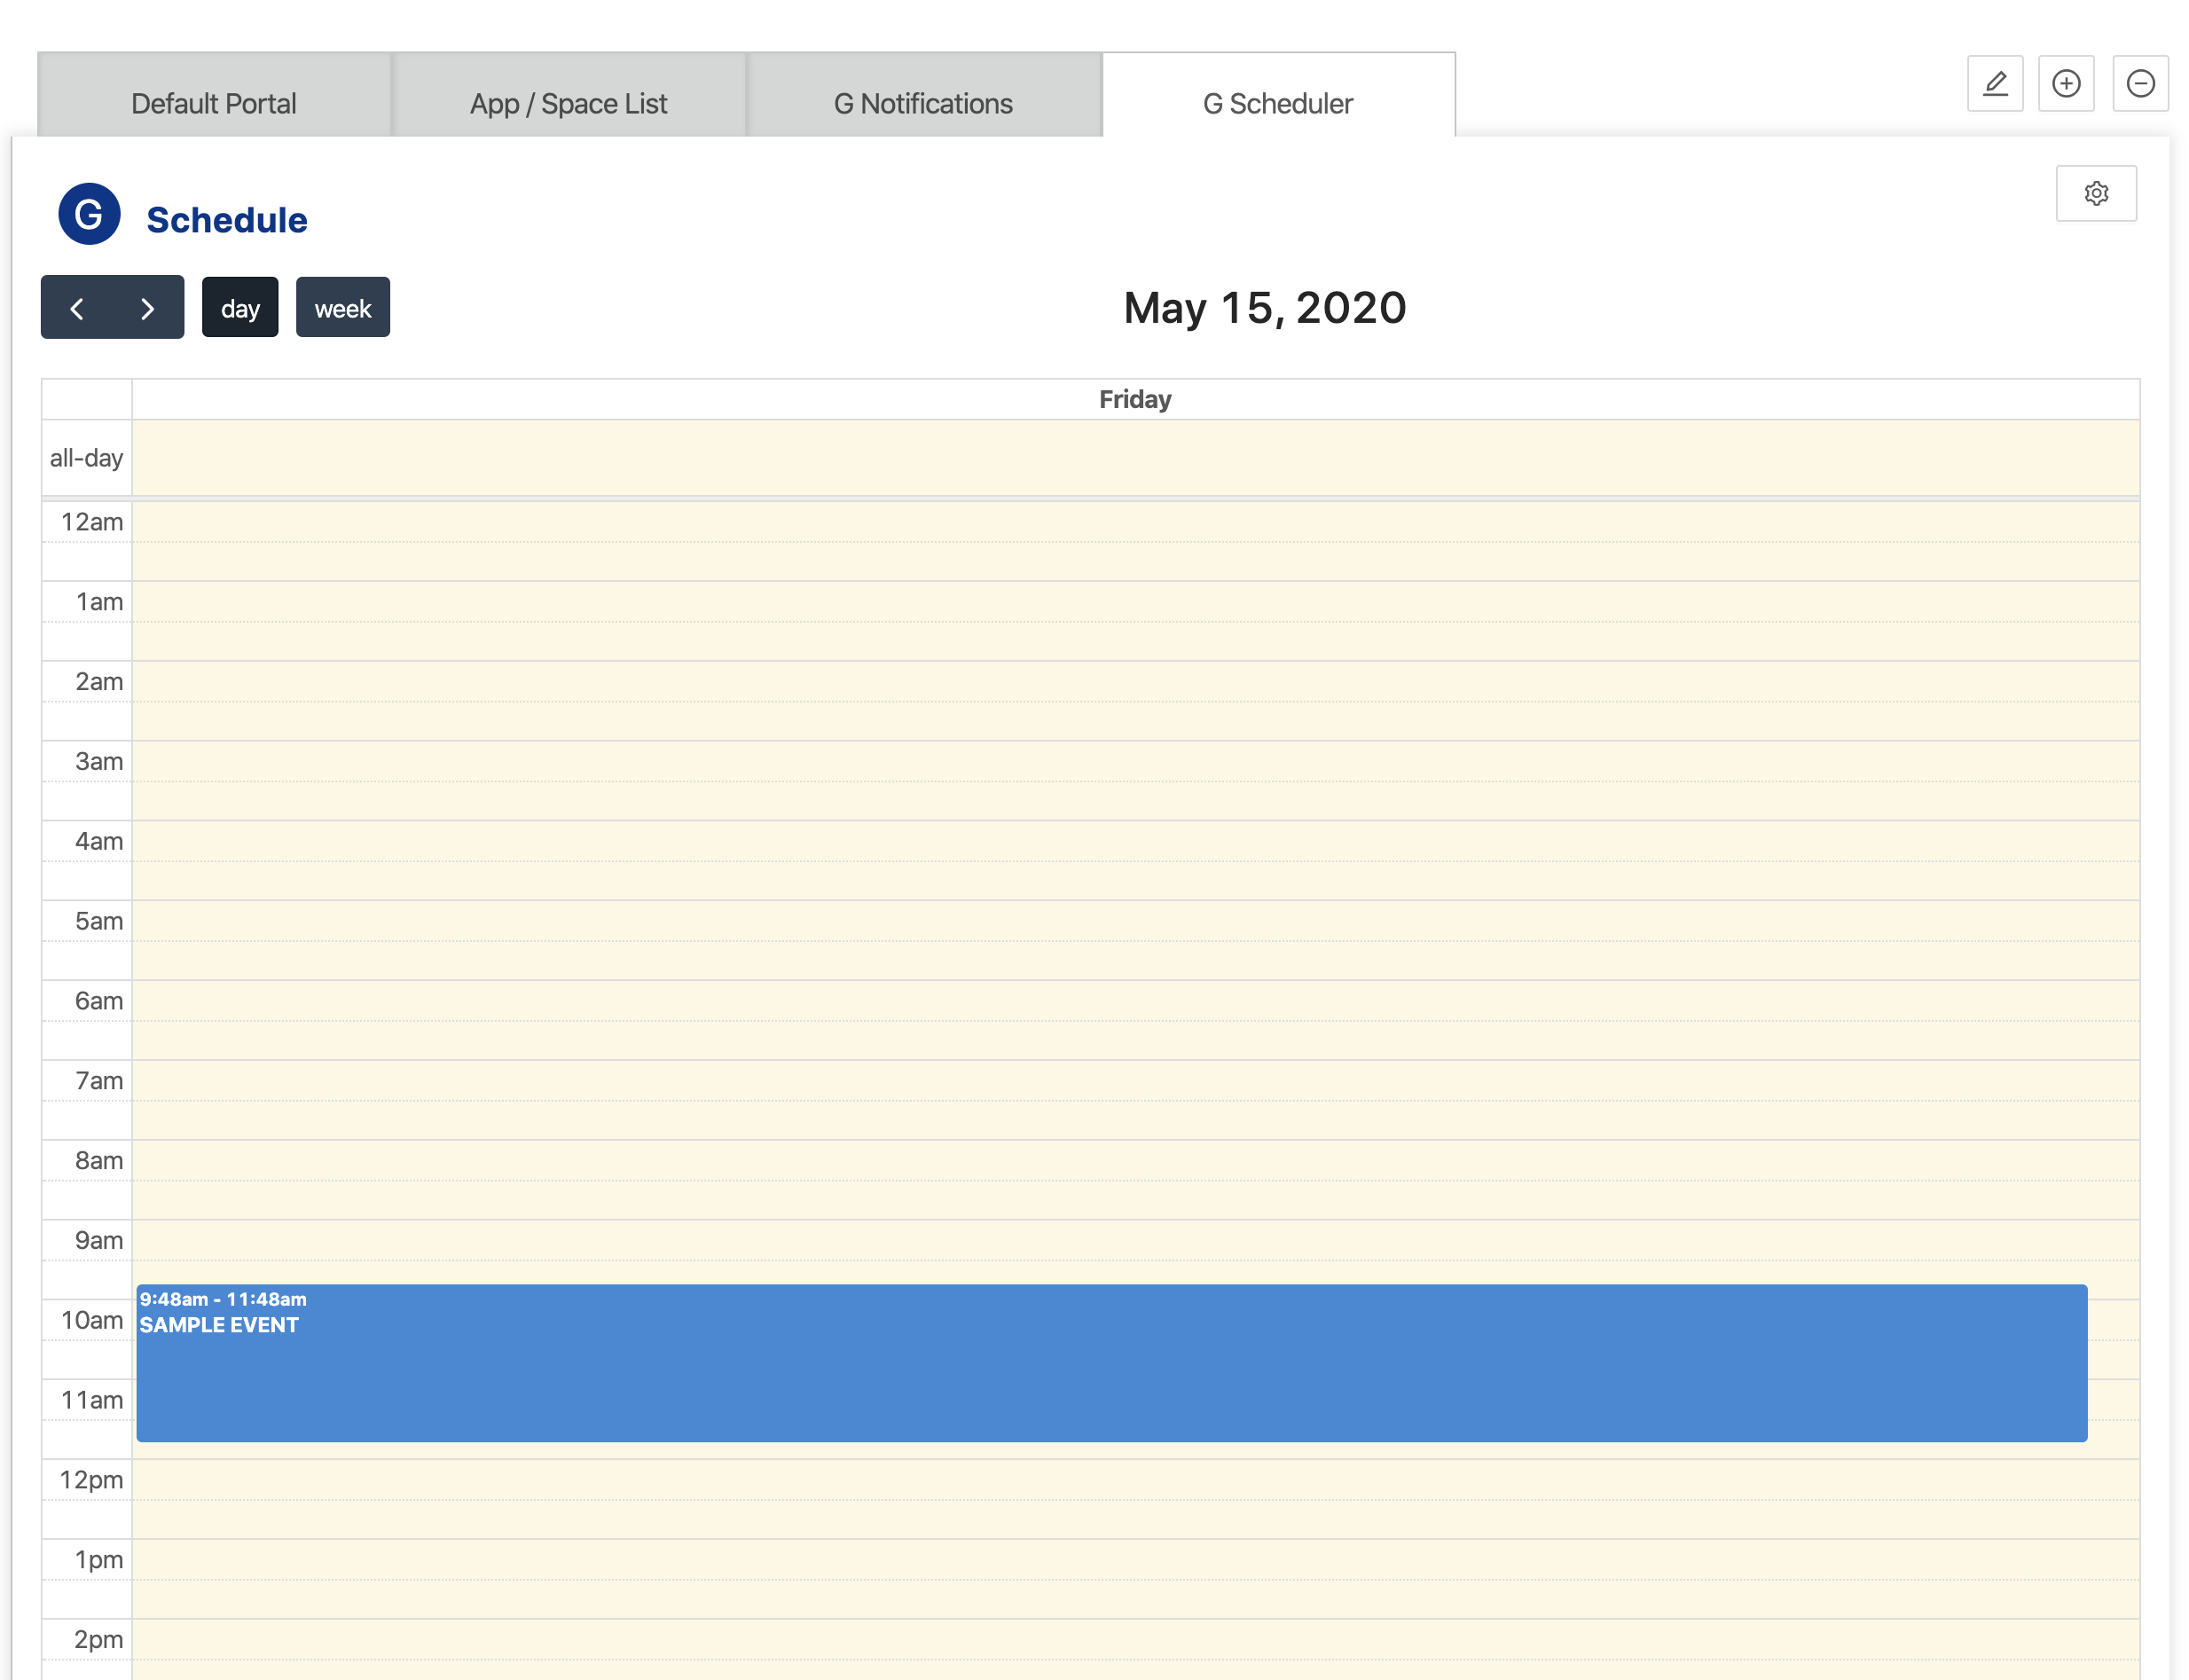 Default Portal
App / Space List
G Notifications
G Scheduler
G
Schedule
day
week
May 15, 2020
Friday
all-day
12am
1am
2am
3am
4am
5am
6am
7am
8am
9am
9:48am - 11:48am
10am
SAMPLE EVENT
11am
12pm
1pm
2pm